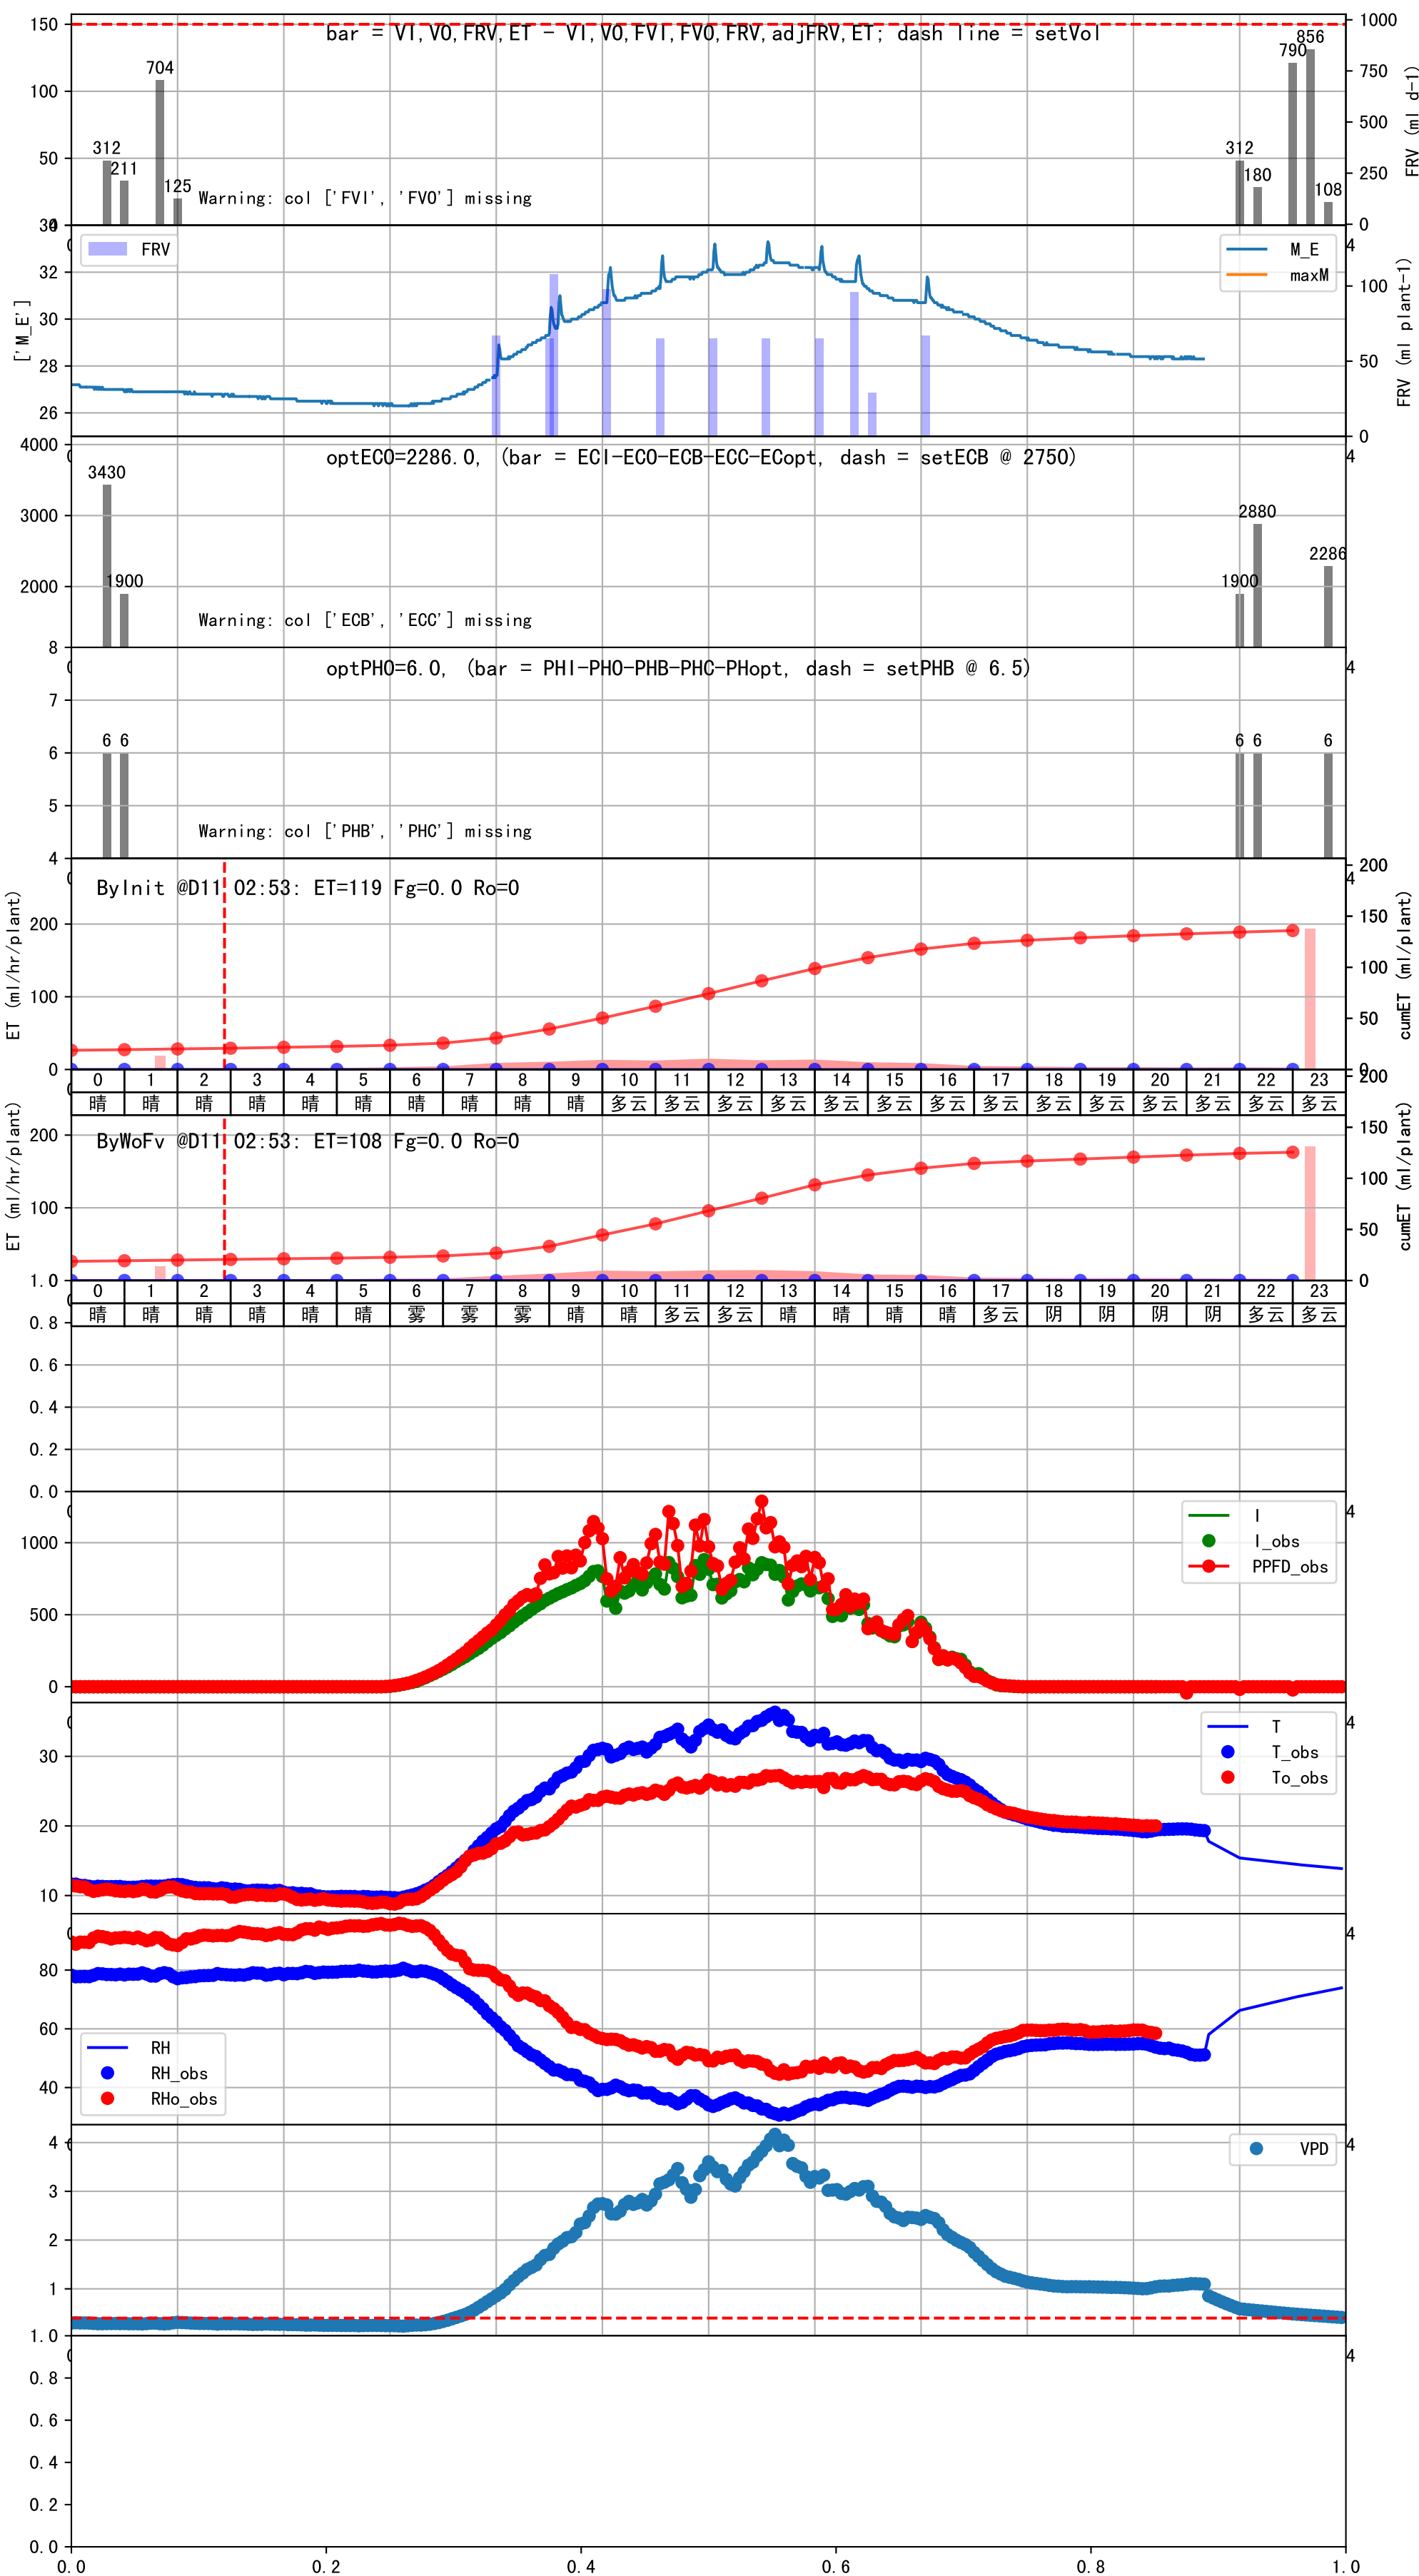 bar = VI,VO,FRV,ET - VI,VO,FVI,FVO,FRV,adjFRV,ET; dash line = setVol
150
100
50
1000
750
500
250
0
FRV (ml d-1)
312
211
704
125
312
180
790
856
108
Warning: col ['FVI', 'FVO'] missing
FRV
M_E
maxM
['M_E']
34
32
30
28
26
100
50
0
FRV (ml plant-1)
optECO=2286.0, (bar = ECI-ECO-ECB-ECC-ECopt, dash = setECB @ 2750)
4000
3000
2000
3430
1900
1900
2880
2286
Warning: col ['ECB', 'ECC'] missing
optPHO=6.0, (bar = PHI-PHO-PHB-PHC-PHopt, dash = setPHB @ 6.5)
8
7
6
5
4
6 6 6 6 6
Warning: col ['PHB', 'PHC'] missing
ByInit @D11 02:53: ET=119 Fg=0.0 Ro=0
ET (ml/hr/plant)
200
100
0
200
150
100
50
0
cumET (ml/plant)
0 1 2 3 4 5 6 7 8 9 10 11 12 13 14 15 16 17 18 19 20 21 22 23
晴 晴 晴 晴 晴 晴 晴 晴 晴 晴 多云 多云 多云 多云 多云 多云 多云 多云 多云 多云 多云 多云 多云 多云
ByWoFv @D11 02:53: ET=108 Fg=0.0 Ro=0
ET (ml/hr/plant)
200
100
200
150
100
50
0
cumET (ml/plant)
0 1 2 3 4 5 6 7 8 9 10 11 12 13 14 15 16 17 18 19 20 21 22 23
晴 晴 晴 晴 晴 晴 雾 雾 雾 晴 晴 多云 多云 晴 晴 晴 晴 多云 阴 阴 阴 阴 多云 多云
1.0
0.8
0.6
0.4
0.2
0.0
1000
500
0
I
I_obs
PPFD_obs
30
20
10
T
T_obs
To_obs
80
60
40
RH
RH_obs
RHo_obs
4
3
2
1
VPD
1.0
0.8
0.6
0.4
0.2
0.0
0.0 0.2 0.4 0.6 0.8 1.0